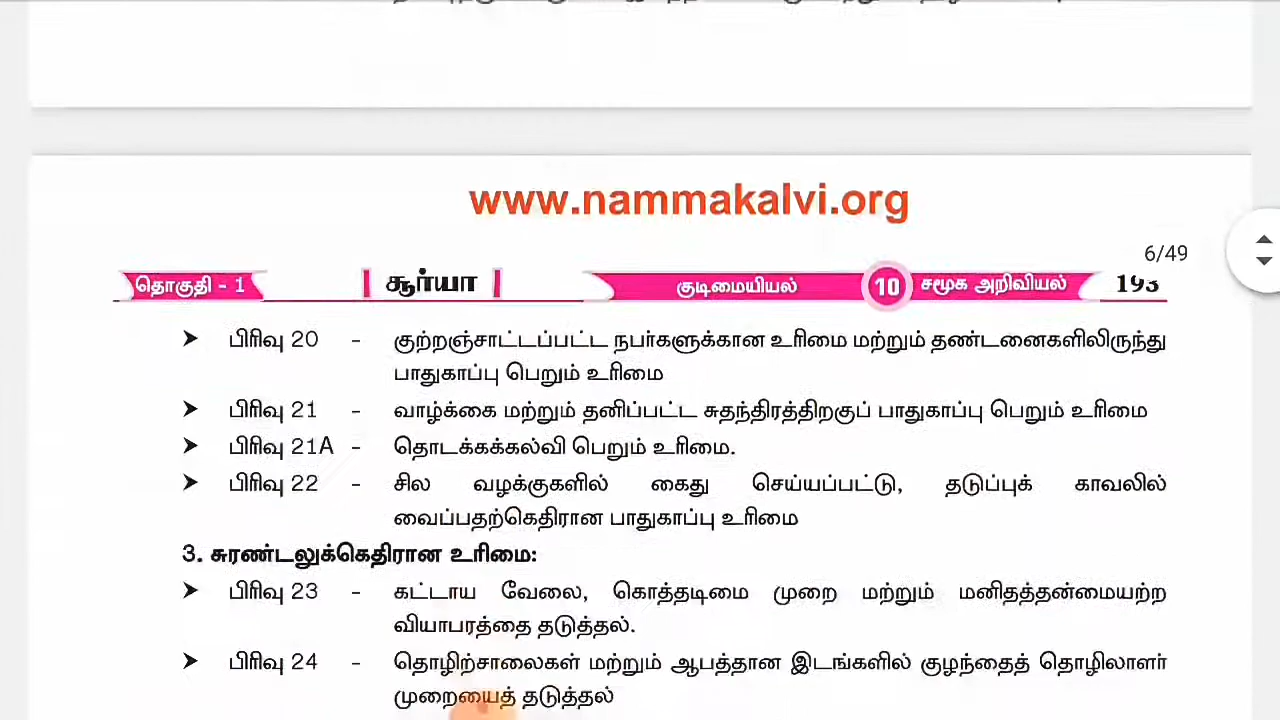 www.nammakalvi.org
6/49
தொகுதி - 1 சூர்யா குடிமையியல் 10 சமூக அறிவியல் 193
➤ பிரிவு 20 - குற்றஞ்சாட்டப்பட்ட நபர்களுக்கான உரிமை மற்றும் தண்டனைகளிலிருந்து
பாதுகாப்பு பெறும் உரிமை
➤ பிரிவு 21 - வாழ்க்கை மற்றும் தனிப்பட்ட சுதந்திரத்திறகுப் பாதுகாப்பு பெறும் உரிமை
➤ பிரிவு 21A - தொடக்கக்கல்வி பெறும் உரிமை.
➤ பிரிவு 22 - சில வழக்குகளில் கைது செய்யப்பட்டு, தடுப்புக் காவலில்
வைப்பதற்கெதிரான பாதுகாப்பு உரிமை
3. சுரண்டலுக்கெதிரான உரிமை:
➤ பிரிவு 23 - கட்டாய வேலை, கொத்தடிமை முறை மற்றும் மனிதத்தன்மையற்ற
வியாபரத்தை தடுத்தல்.
➤ பிரிவு 24 - தொழிற்சாலைகள் மற்றும் ஆபத்தான இடங்களில் குழந்தைத் தொழிலாளர்
முறையைத் தடுத்தல்